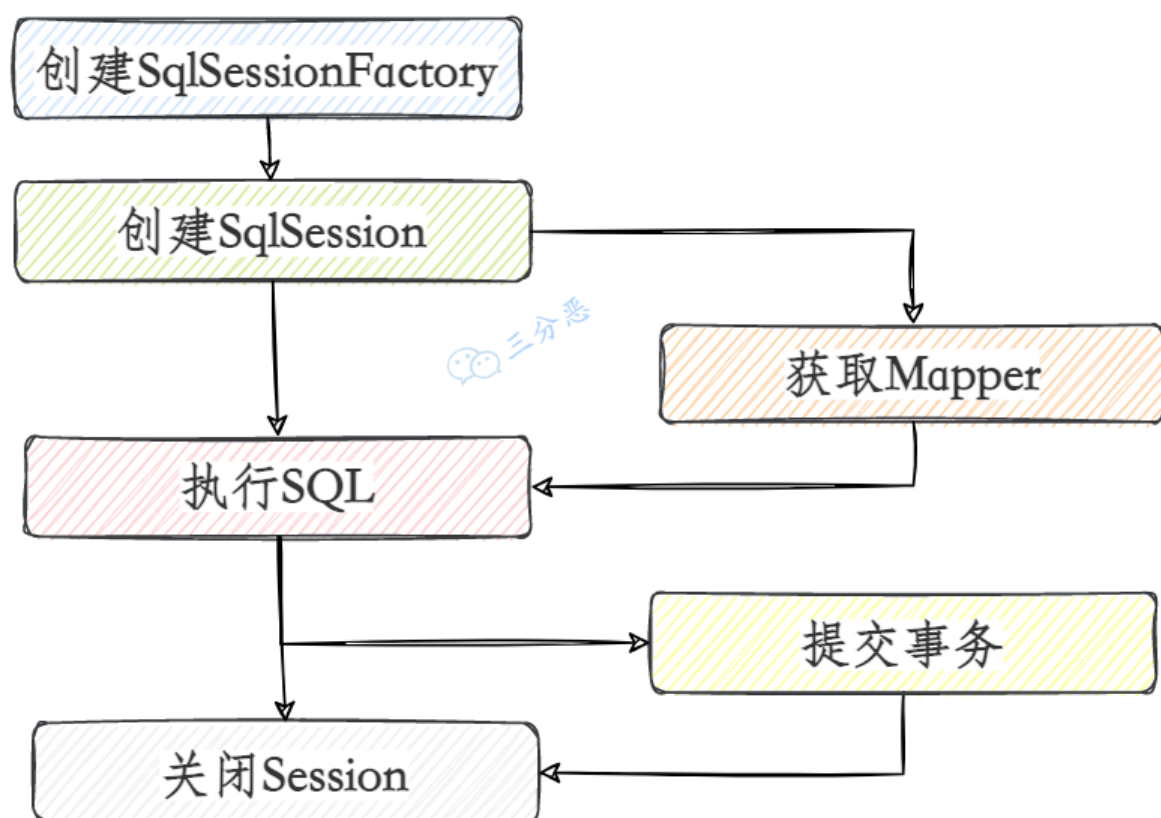 创建SqlSessionFactory
创建SqlSession
三分恶
获取Mapper
执行SQL
提交事务
关闭Session